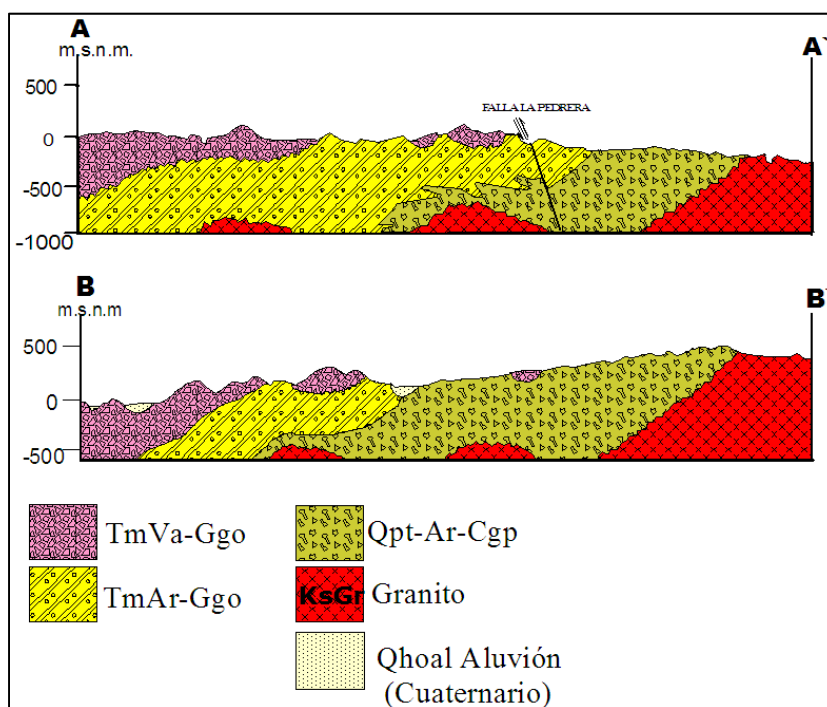 A
m.s.n.m.
A`
500
FALLA LA PEDRERA
0
-500
-1000
B
m.s.n.m
B`
500
0
-500
TmVa-Ggo
Qpt-Ar-Cgp
TmAr-Ggo
KsGr Granito
Qhoal Aluvión
(Cuaternario)